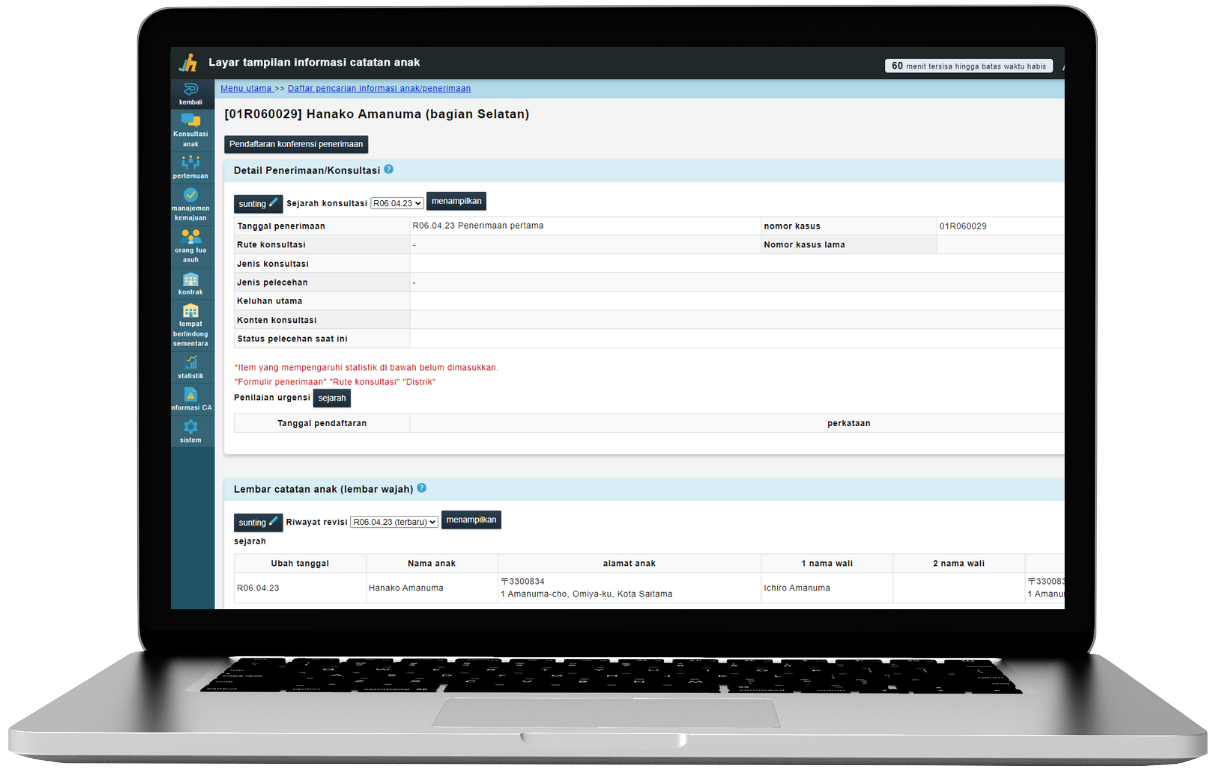 Layar tampilan informasi catatan anak
60 menit tersisa hingga batas waktu habis
kembali
Konsultasi
anak
pertemuan
manajemen
kemajuan
orang tua
asuh
kontrak
tempat
berlindung
sementara
statistik
nformasi CA
sistem
Menu utama >> Daftar pencarian informasi anak/penerimaan
[01R060029] Hanako Amanuma (bagian Selatan)
Pendaftaran konferensi penerimaan
Detail Penerimaan/Konsultasi ?
sunting Sejarah konsultasi R06.04.23 menampilkan
Tanggal penerimaan R06.04.23 Penerimaan pertama nomor kasus 01R060029
Rute konsultasi - Nomor kasus lama
Jenis konsultasi
Jenis pelecehan -
Keluhan utama
Konten konsultasi
Status pelecehan saat ini
*Item yang mempengaruhi statistik di bawah belum dimasukkan.
"Formulir penerimaan" "Rute konsultasi" "Distrik"
Penilaian urgensi sejarah
Tanggal pendaftaran perkataan
Lembar catatan anak (lembar wajah) ?
sunting Riwayat revisi R06.04.23 (terbaru) menampilkan
sejarah
Ubah tanggal Nama anak alamat anak 1 nama wali 2 nama wali
R06.04.23 Hanako Amanuma 〒3300834 Ichiro Amanuma 〒330083
1 Amanuma-cho, Omiya-ku, Kota Saitama 1 Amanu